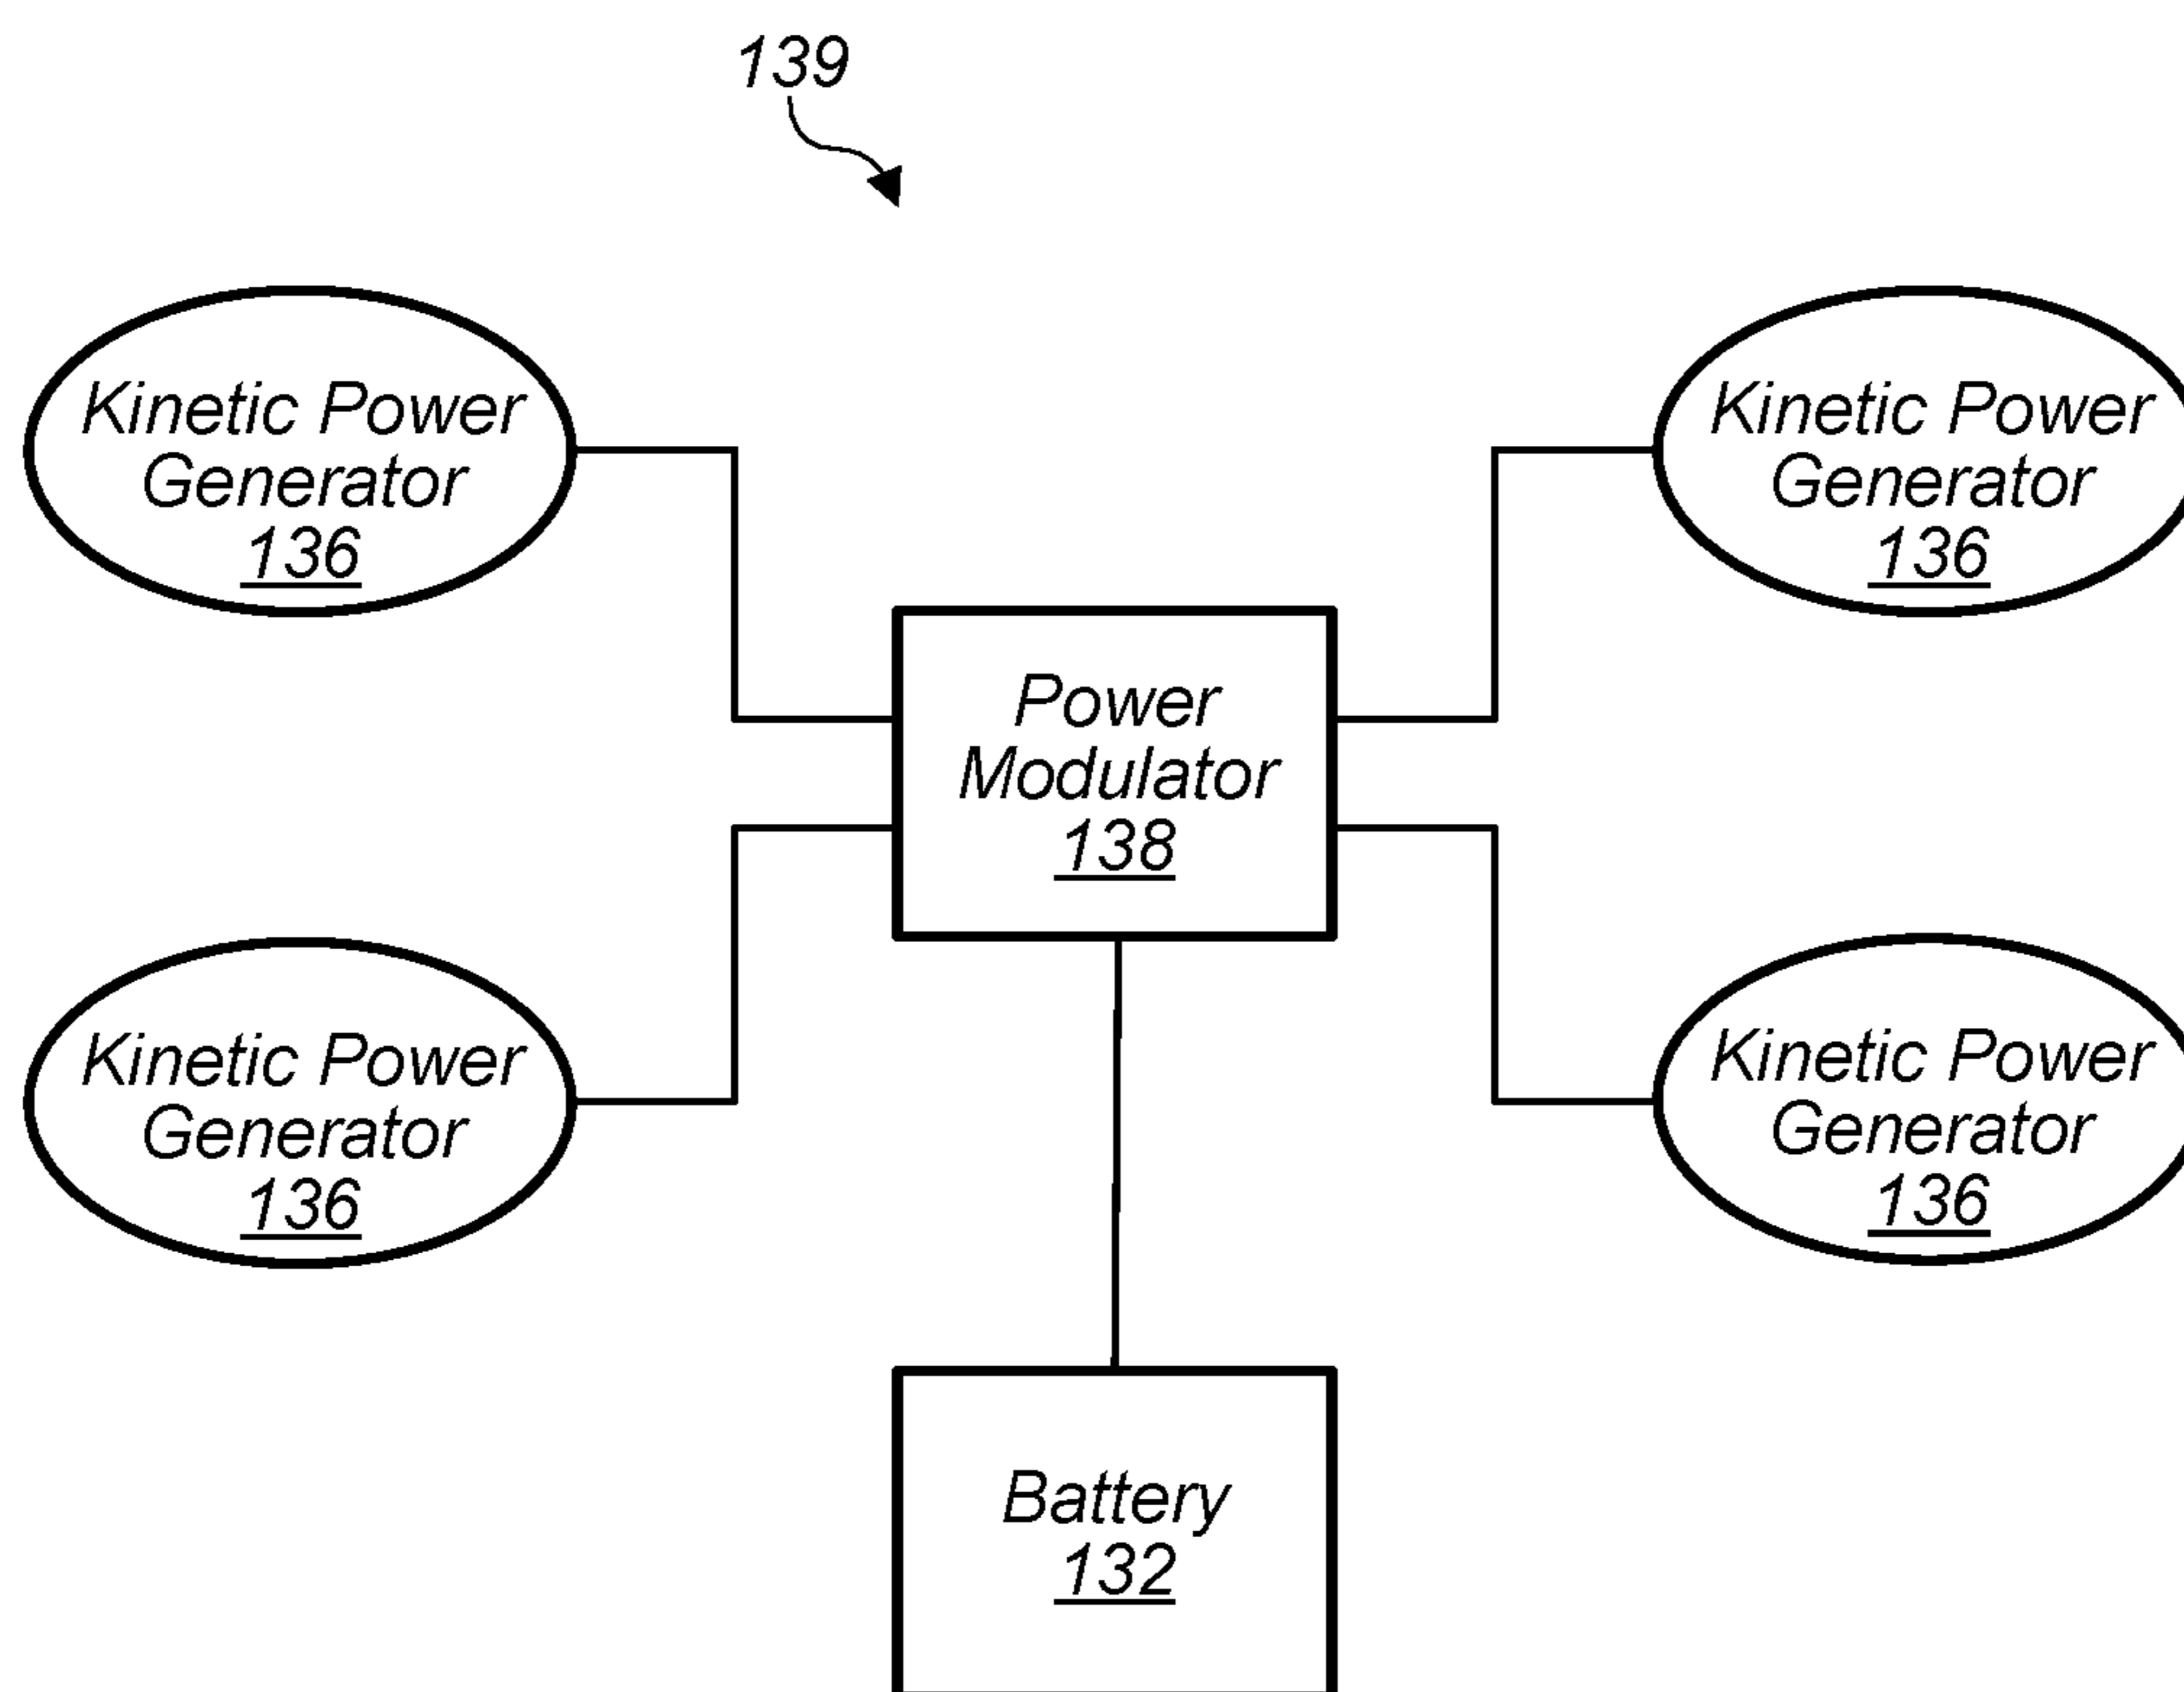 139
Kinetic Power
Generator
136
Kinetic Power
Generator
136
Power
Modulator
138
Kinetic Power
Generator
136
Kinetic Power
Generator
136
Battery
132